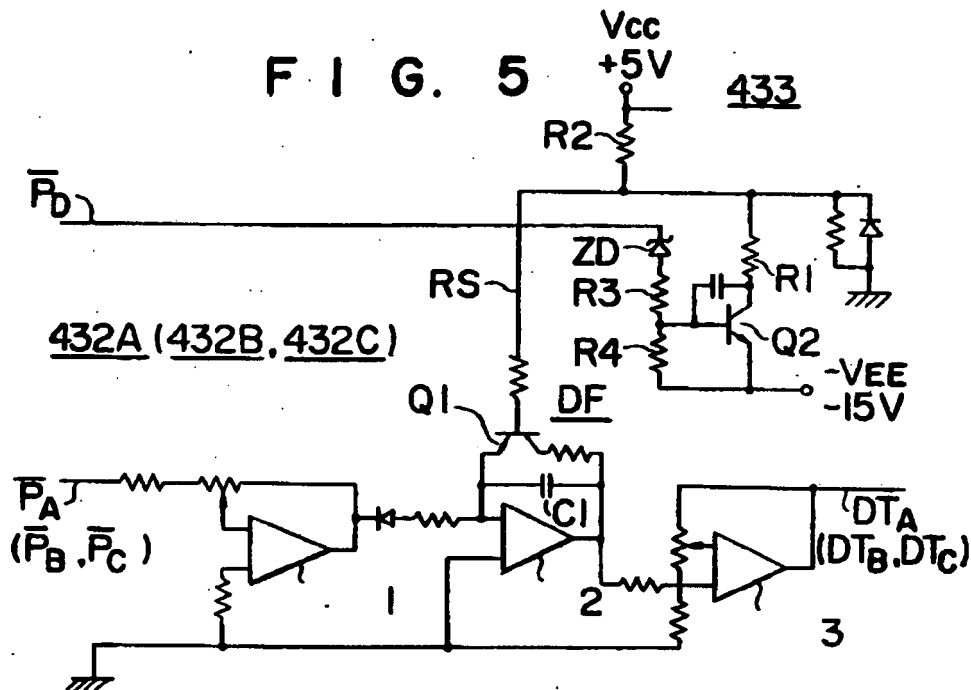 FIG. 5
Vcc
+5V
433
R2
P̅D
ZD
RS
R3
R1
432A (432B, 432C)
R4
Q2
-VEE
-15V
Q1
DF
P̅A
(P̅B, P̅C)
C1
DTA
(DTB, DTC)
1
2
3